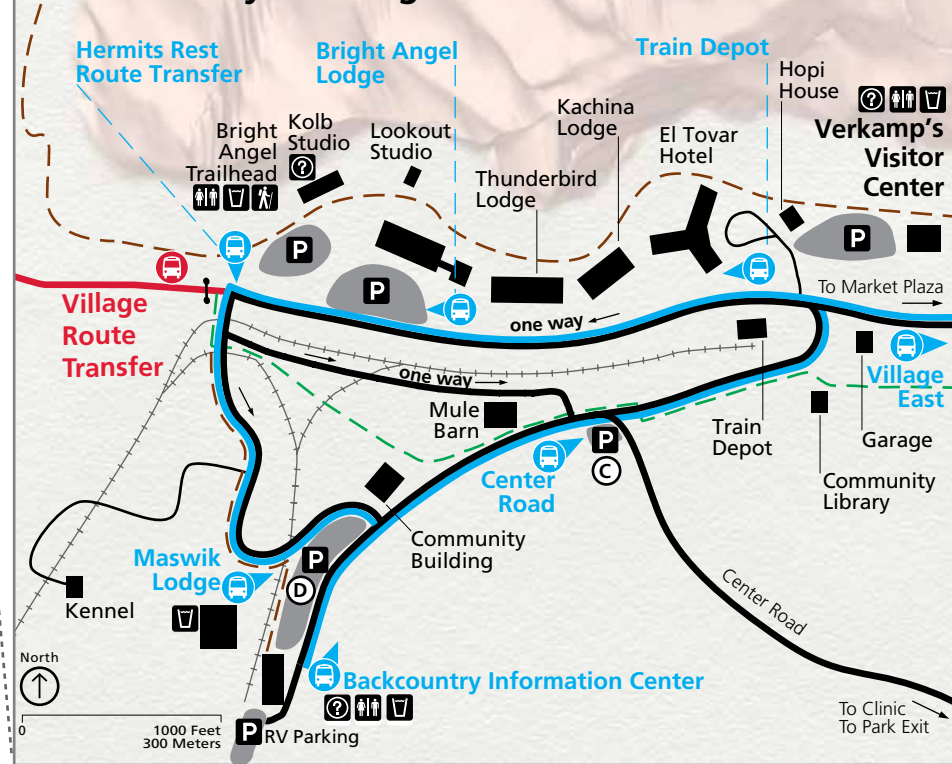 Hermits Rest
Route Transfer
Bright Angel
Lodge
Train Depot
Hopi
House
Verkamp's
Visitor
Center
Bright
Angel
Trailhead
Kolb
Studio
Lookout
Studio
Kachina
Lodge
El Tovar
Hotel
Thunderbird
Lodge
P
P
P
To Market Plaza
Village
Route
Transfer
one way
one way
Village
East
Mule
Barn
Train
Depot
Garage
P
C
Center
Road
Community
Library
Community
Building
Maswik
Lodge
P
D
Kennel
Center Road
North
Backcountry Information Center
To Clinic
To Park Exit
0
1000 Feet
300 Meters
P
RV Parking